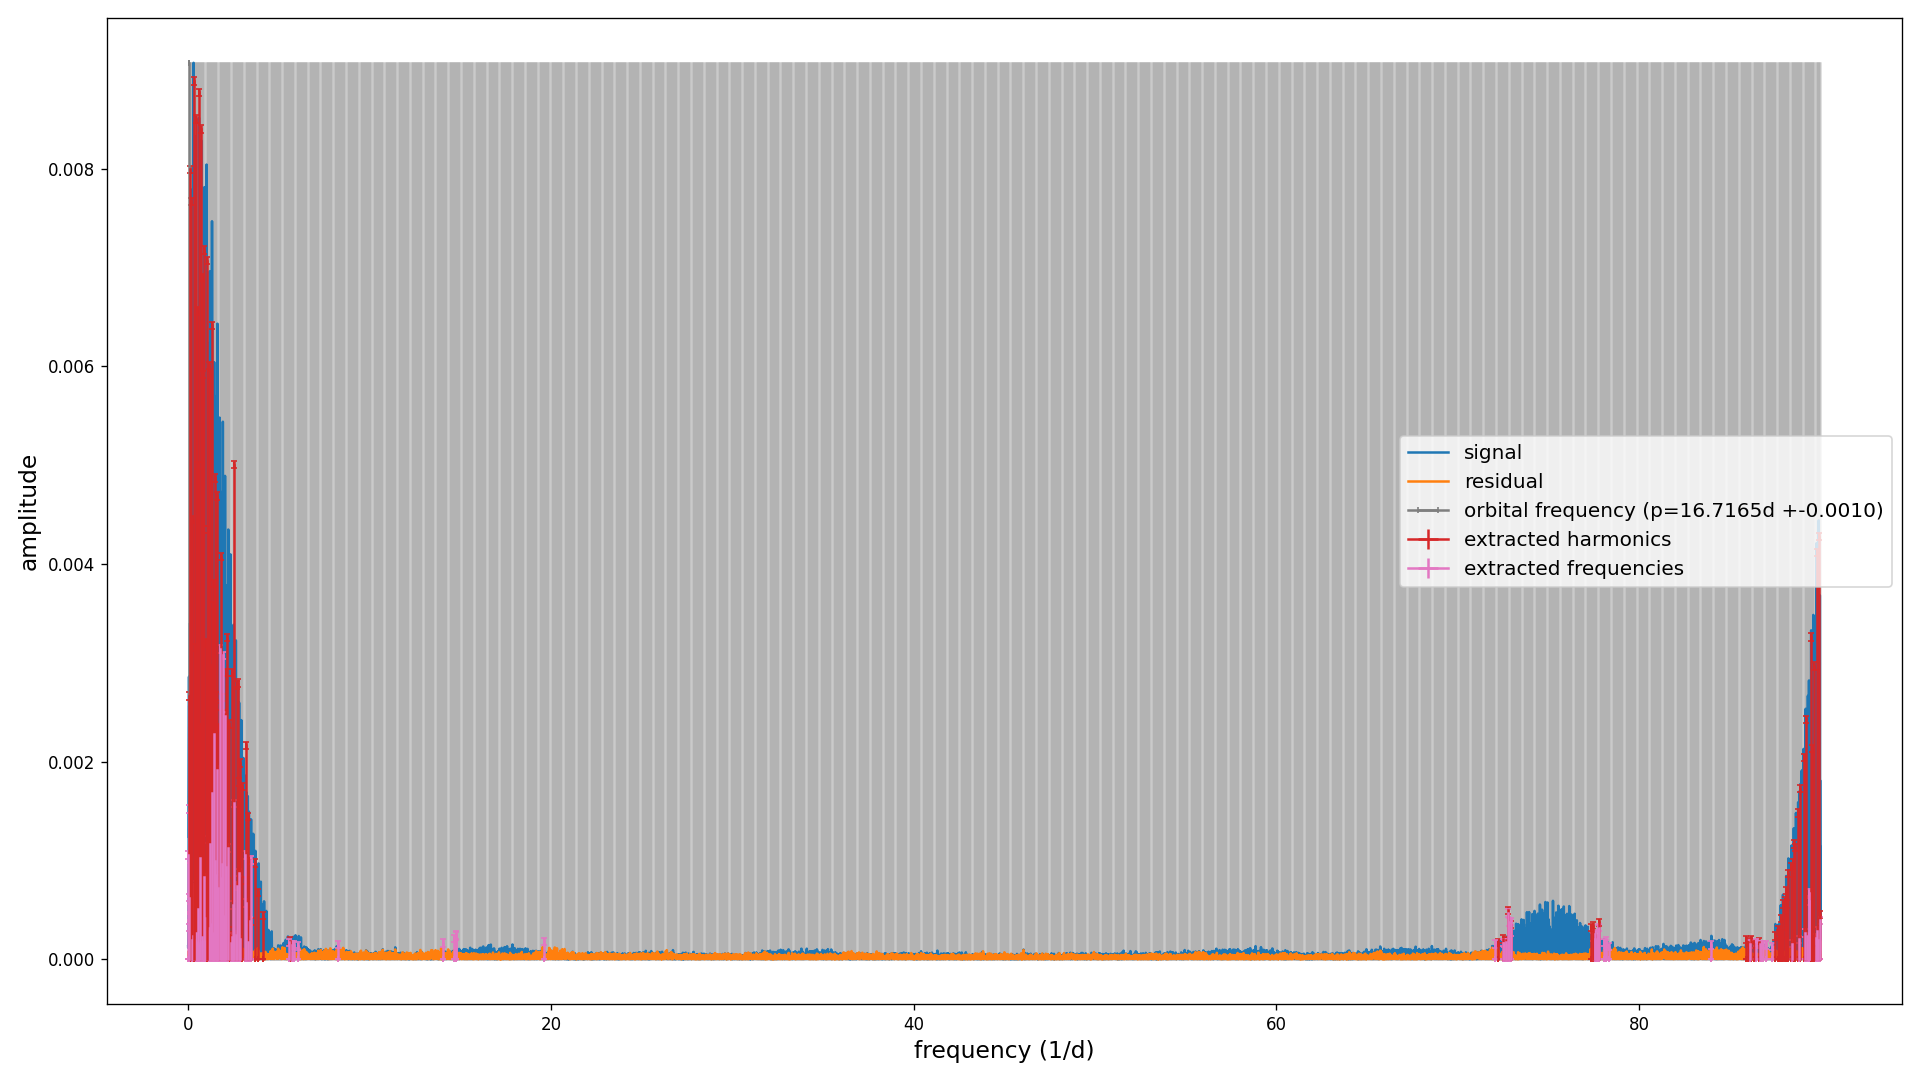 0.008
0.006
0.004
0.002
0.000
amplitude
0
20
40
60
80
frequency (1/d)
signal
residual
orbital frequency (p=16.7165d +-0.0010)
extracted harmonics
extracted frequencies